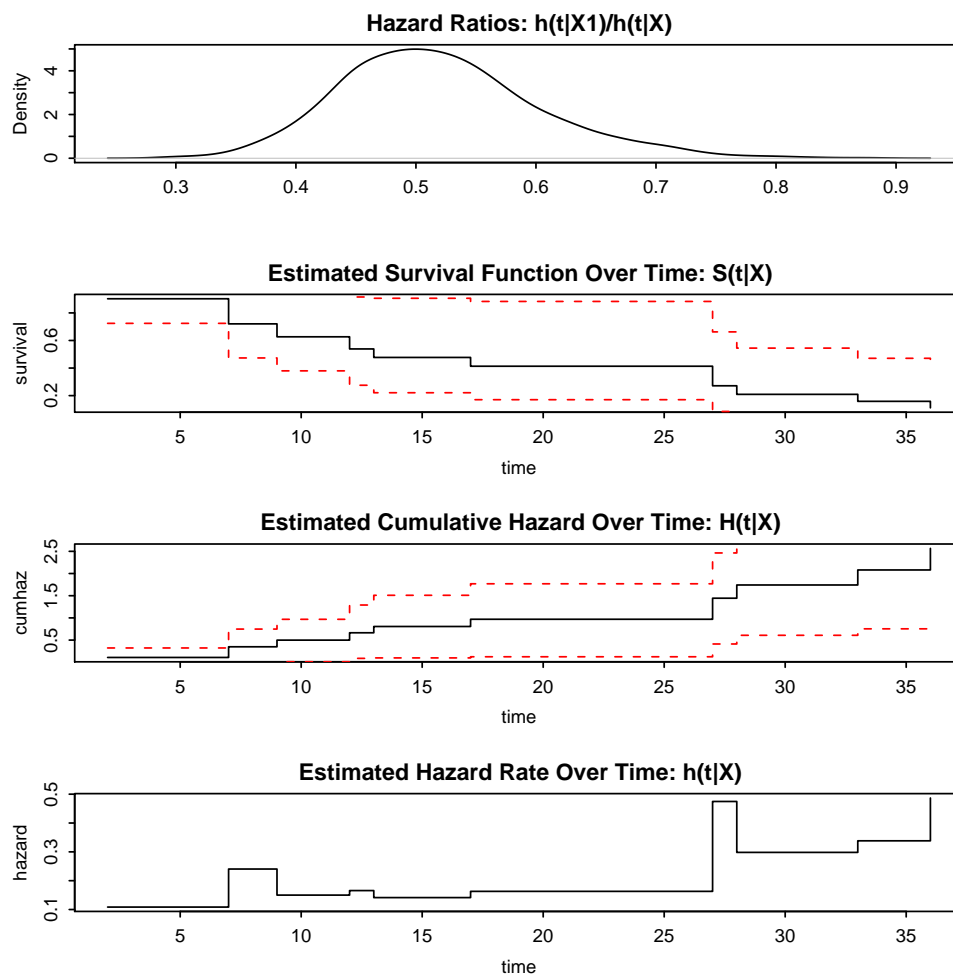 Hazard Ratios: h(t|X1)/h(t|X)
Density
0 2 4
0.3 0.4 0.5 0.6 0.7 0.8 0.9
Estimated Survival Function Over Time: S(t|X)
survival
0.2 0.6
5 10 15 20 25 30 35
time
Estimated Cumulative Hazard Over Time: H(t|X)
cumhaz
0.5 1.5 2.5
5 10 15 20 25 30 35
time
Estimated Hazard Rate Over Time: h(t|X)
hazard
0.1 0.3 0.5
5 10 15 20 25 30 35
time